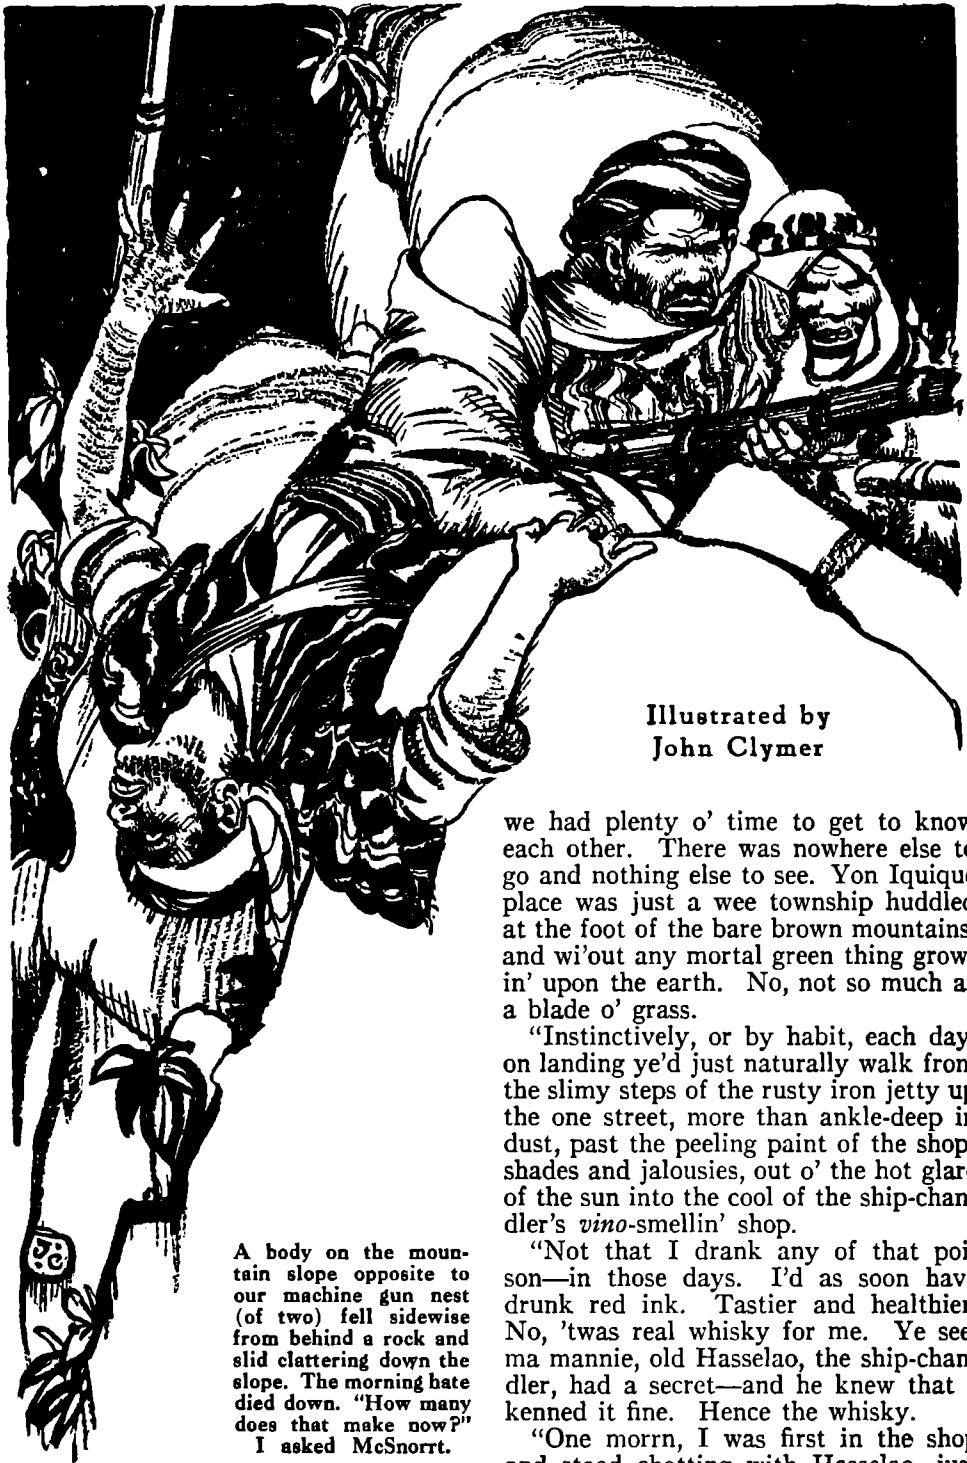 Illustrated by
John Clymer
we had plenty o' time to get to know
each other. There was nowhere else to
go and nothing else to see. Yon Iquique
place was just a wee township huddled
at the foot of the bare brown mountains
and wi'out any mortal green thing grow
in' upon the earth. No, not so much a
a blade o' grass.
"Instinctively, or by habit, each day
on landing ye'd just naturally walk from
the slimy steps of the rusty iron jetty up
the one street, more than ankle-deep in
dust, past the peeling paint of the shop
shades and jalousies, out o' the hot glar
of the sun into the cool of the ship-chan
dler's vino-smellin' shop.
"Not that I drank any of that poi
son—in those days. I'd as soon hav
drunk red ink. Tastier and healthier
No, 'twas real whisky for me. Ye see
ma mannie, old Hasselao, the ship-chan
dler, had a secret—and he knew that
kenned it fine. Hence the whisky.
"One morrn, I was first in the shop
and stood chatting with Hasselao, jus
A body on the moun-
tain slope opposite to
our machine gun nest
(of two) fell sidewise
from behind a rock and
slid clattering down the
slope. The morning hate
died down. "How many
does that make now?"
I asked McSnorrt.
JC